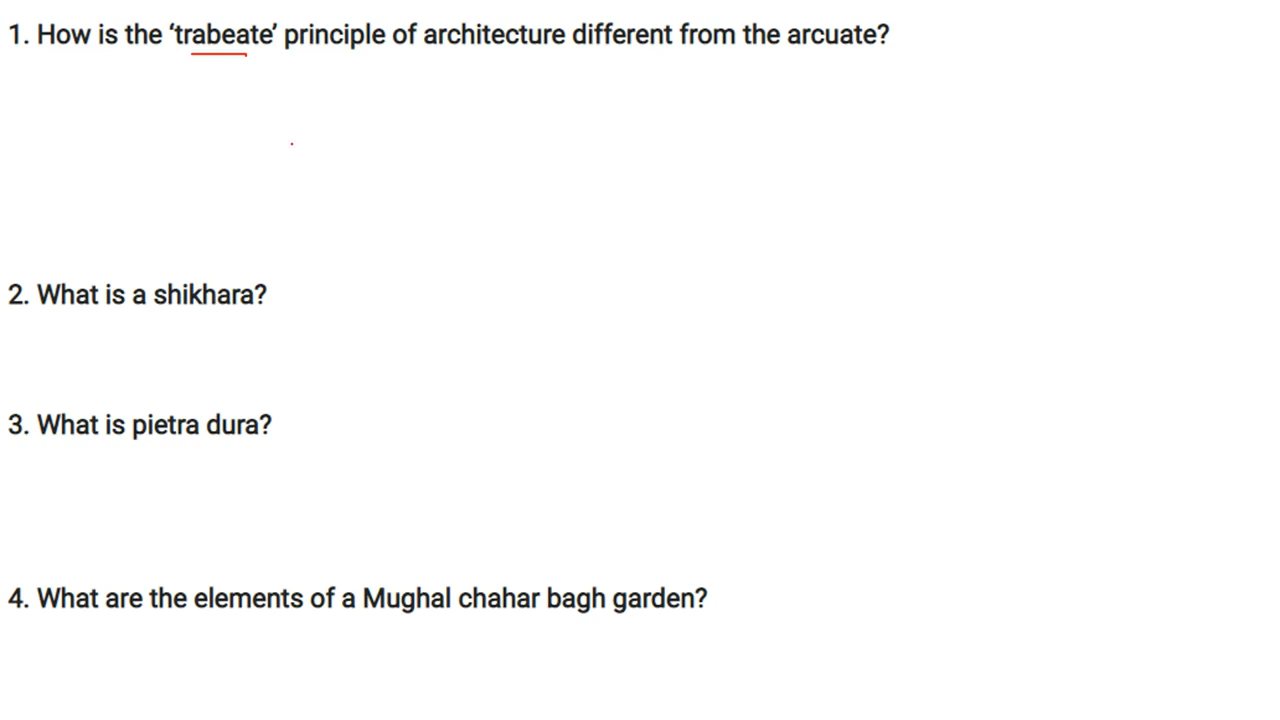 1. How is the ‘trabeate’ principle of architecture different from the arcuate?
2. What is a shikhara?
3. What is pietra dura?
4. What are the elements of a Mughal chahar bagh garden?